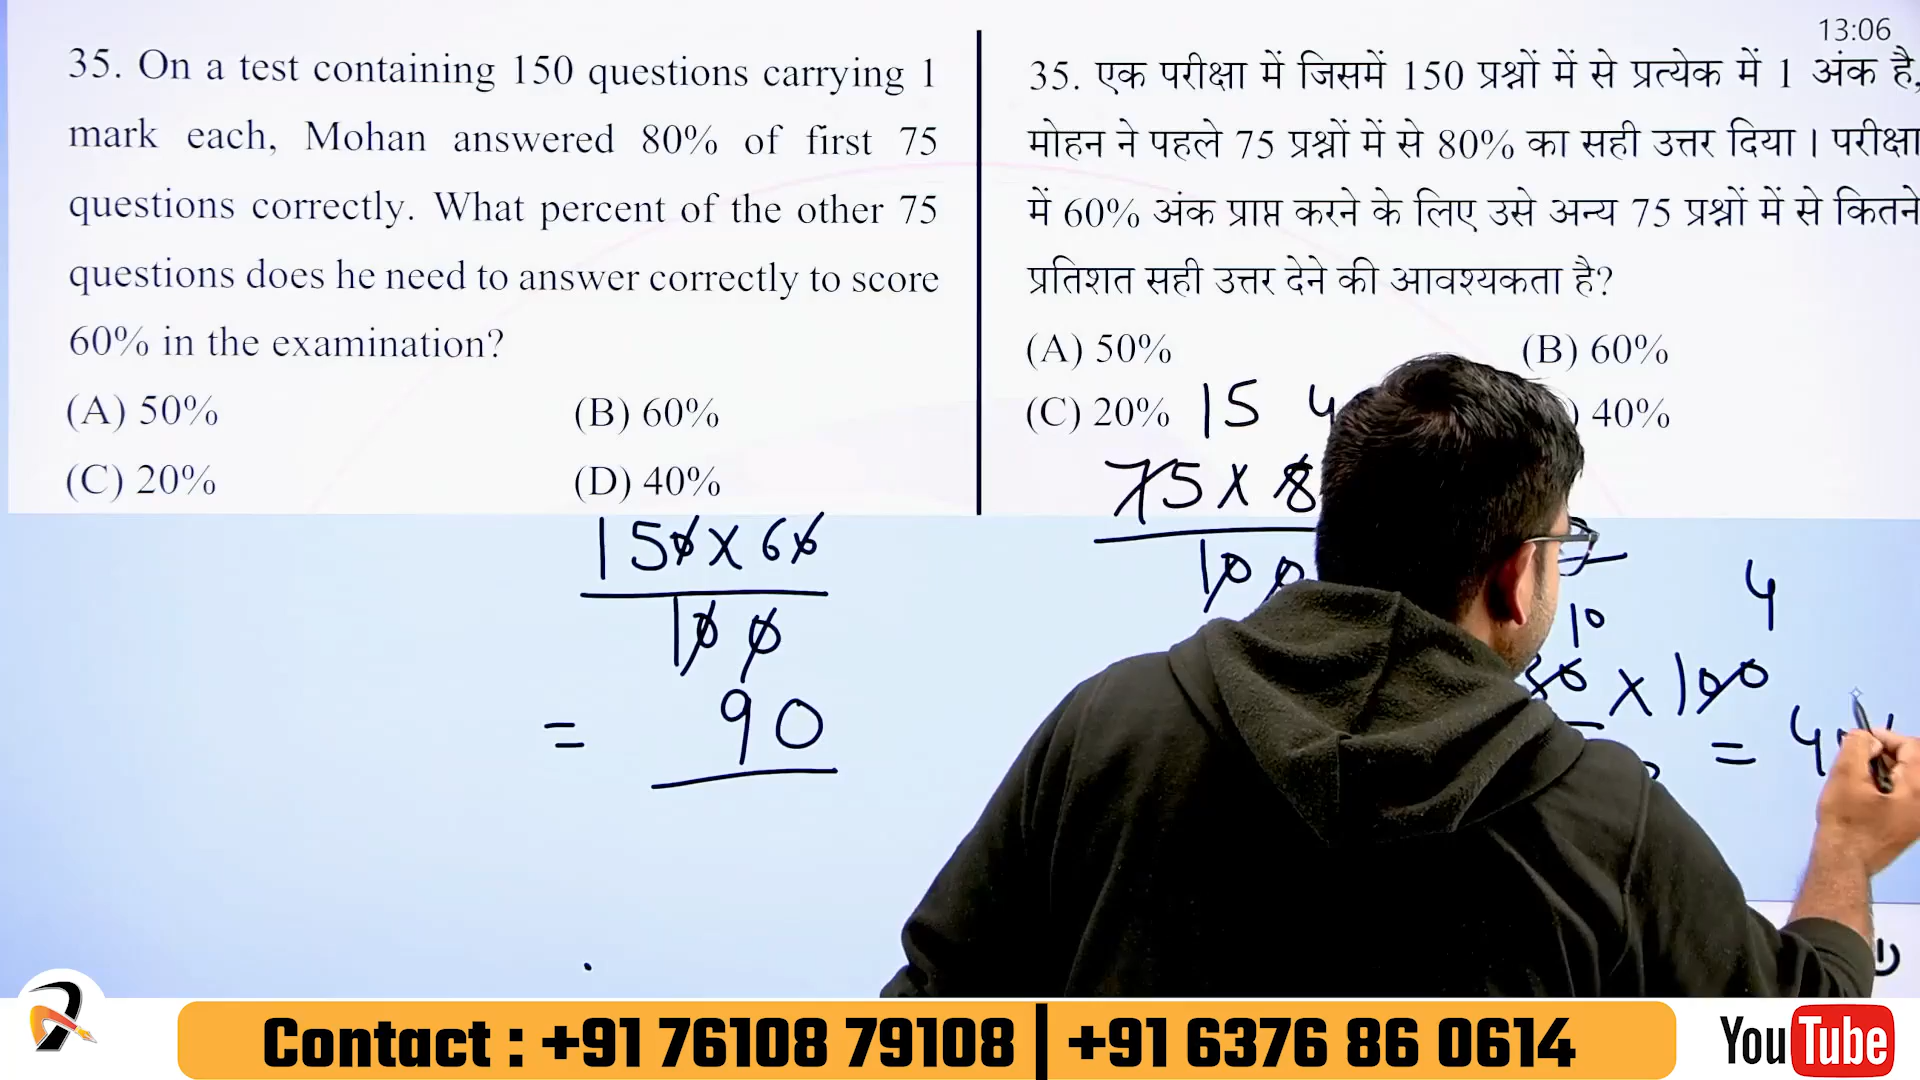 13:06
35. On a test containing 150 questions carrying 1
mark each, Mohan answered 80% of first 75
questions correctly. What percent of the other 75
questions does he need to answer correctly to score
60% in the examination?
(A) 50% (B) 60%
(C) 20% (D) 40%
35. एक परीक्षा में जिसमें 150 प्रश्नों में से प्रत्येक में 1 अंक है,
मोहन ने पहले 75 प्रश्नों में से 80% का सही उत्तर दिया। परीक्षा
में 60% अंक प्राप्त करने के लिए उसे अन्य 75 प्रश्नों में से कितने
प्रतिशत सही उत्तर देने की आवश्यकता है?
(A) 50% (B) 60%
(C) 20% 40%
150 x 60
100
= 90
15 4
75 x 8
100
10 4
30 x 100
= 4
Contact : +91 76108 79108 | +91 6376 86 0614
YouTube